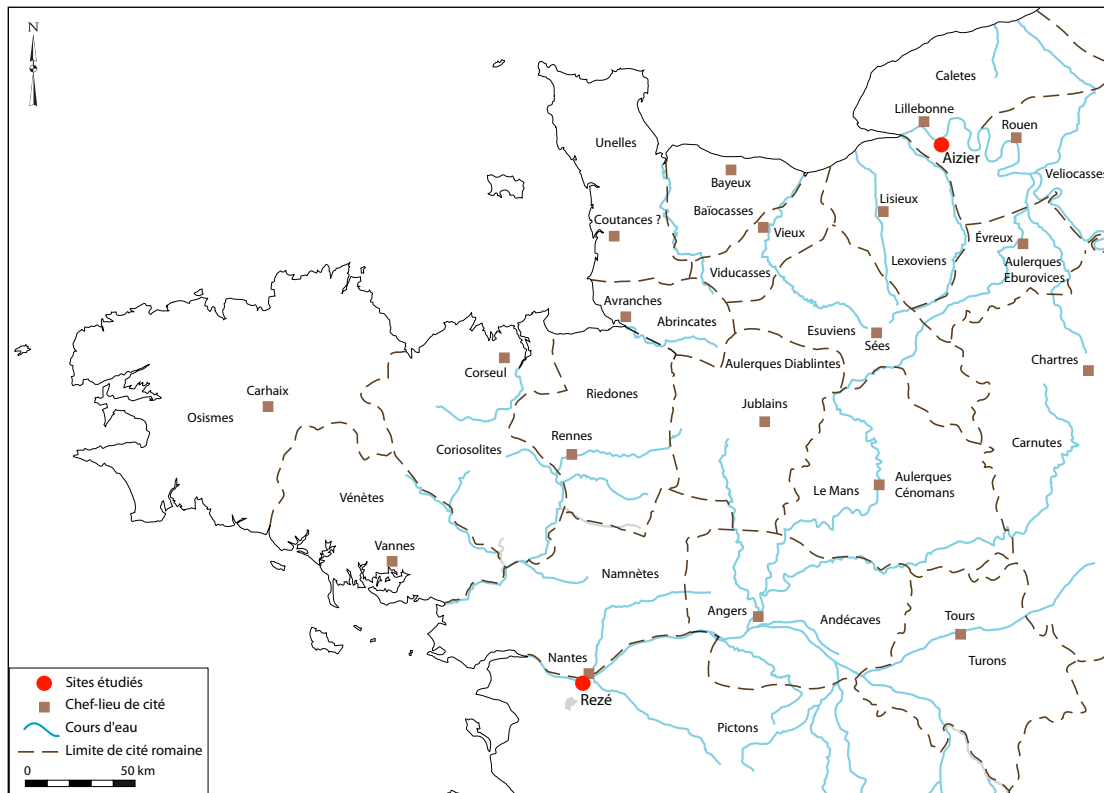 N
Caletes
Lillebonne
Rouen
Aizier
Unelles
Veliocasses
Bayeux
Lisieux
Baïocasses
Coutances ?
Vieux
Évreux
Lexoviens
Aulerques
Eburovices
Viducasses
Avranches
Abrincates
Esuviens
Sées
Corseul
Aulerques Diablintes
Chartres
Carhaix
Riedones
Jublains
Osismes
Rennes
Coriosolites
Carnutes
Aulerques
Cénomans
Le Mans
Vénètes
Vannes
Namnètes
Angers
Andécaves
Tours
Turons
Nantes
Rezé
Pictons
Sites étudiés
Chef-lieu de cité
Cours d'eau
Limite de cité romaine
0 50 km